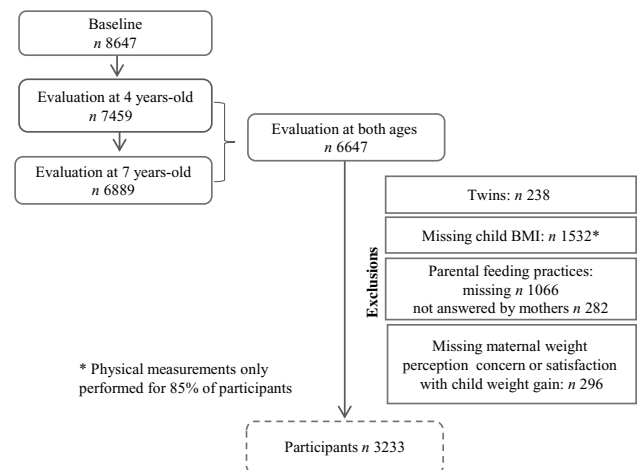 Baseline
n 8647
Evaluation at 4 years-old
n 7459
Evaluation at both ages
n 6647
Evaluation at 7 years-old
n 6889
Exclusions
Twins: n 238
Missing child BMI: n 1532*
Parental feeding practices:
missing n 1066
not answered by mothers n 282
Missing maternal weight
perception concern or satisfaction
with child weight gain: n 296
* Physical measurements only
performed for 85% of participants
Participants n 3233